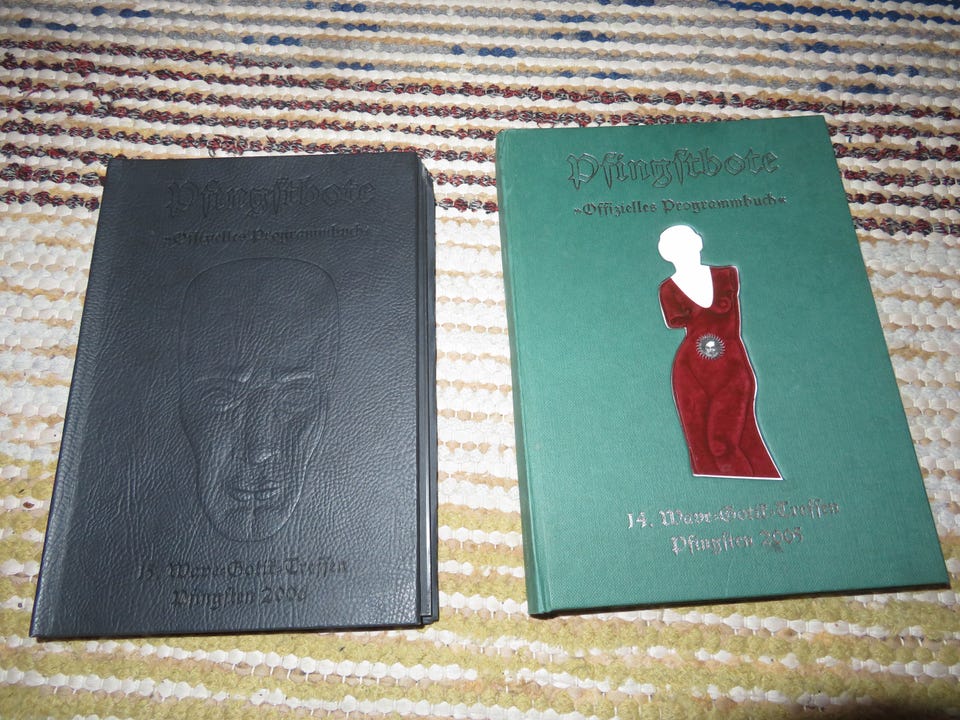 Pfingstbote
»Offizielles Programmbuch«
15. Wave-Gotik-Treffen
Pfingsten 2006
Pfingstbote
»Offizielles Programmbuch«
14. Wave-Gotik-Treffen
Pfingsten 2005